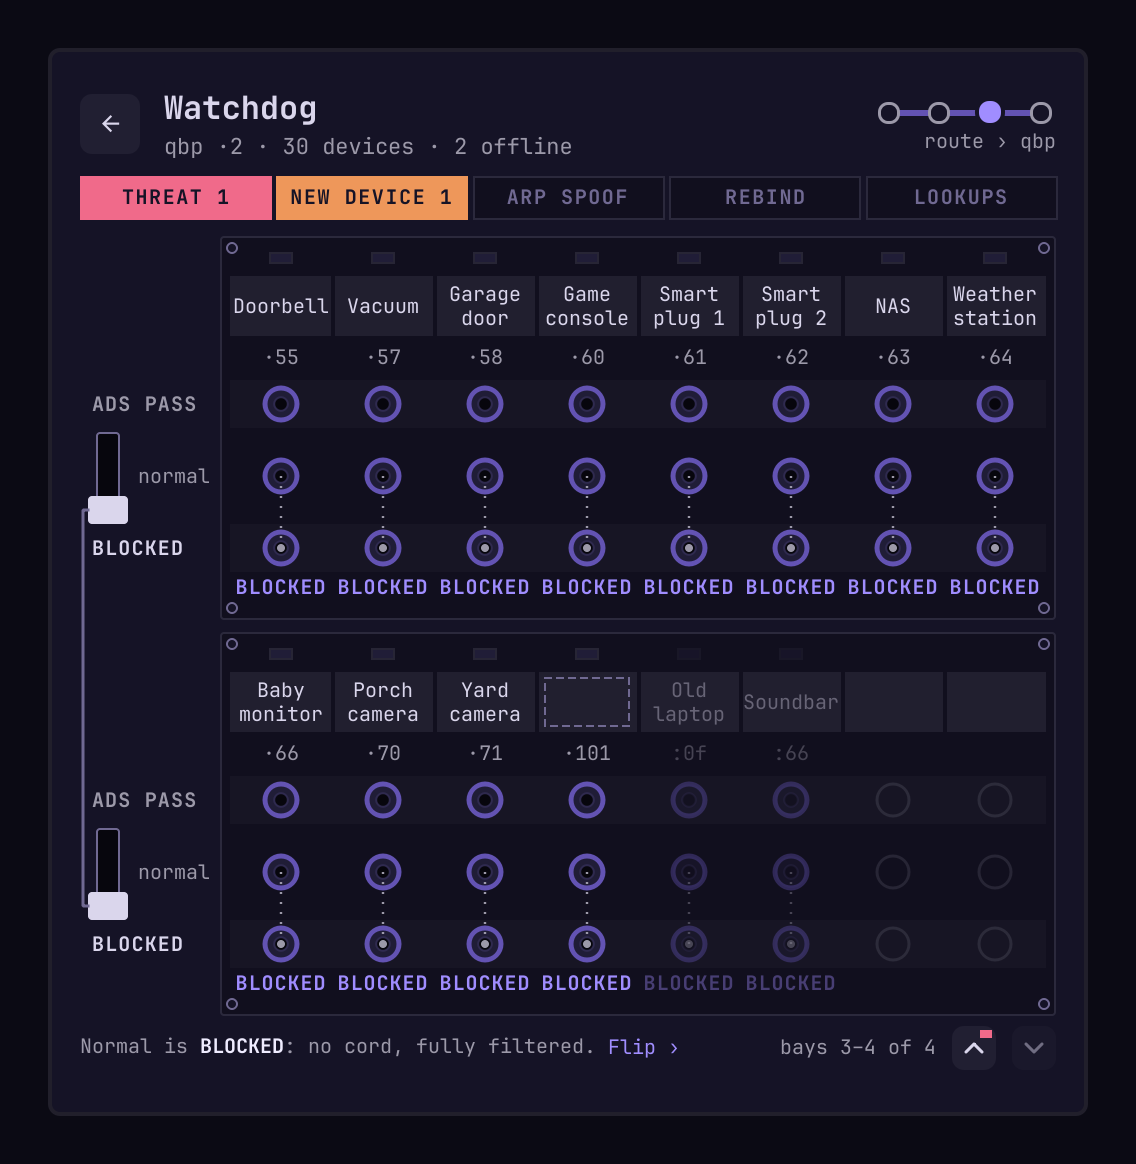 Watchdog
qbp ·2 · 30 devices · 2 offline
route › qbp
THREAT 1 NEW DEVICE 1 ARP SPOOF REBIND LOOKUPS
Doorbell Vacuum Garage door Game console Smart plug 1 Smart plug 2 NAS Weather station
·55 ·57 ·58 ·60 ·61 ·62 ·63 ·64
ADS PASS
normal
BLOCKED
BLOCKED BLOCKED BLOCKED BLOCKED BLOCKED BLOCKED BLOCKED BLOCKED
Baby monitor Porch camera Yard camera Old laptop Soundbar
·66 ·70 ·71 ·101 :0f :66
ADS PASS
normal
BLOCKED
BLOCKED BLOCKED BLOCKED BLOCKED BLOCKED BLOCKED
Normal is BLOCKED: no cord, fully filtered. Flip ›
bays 3–4 of 4